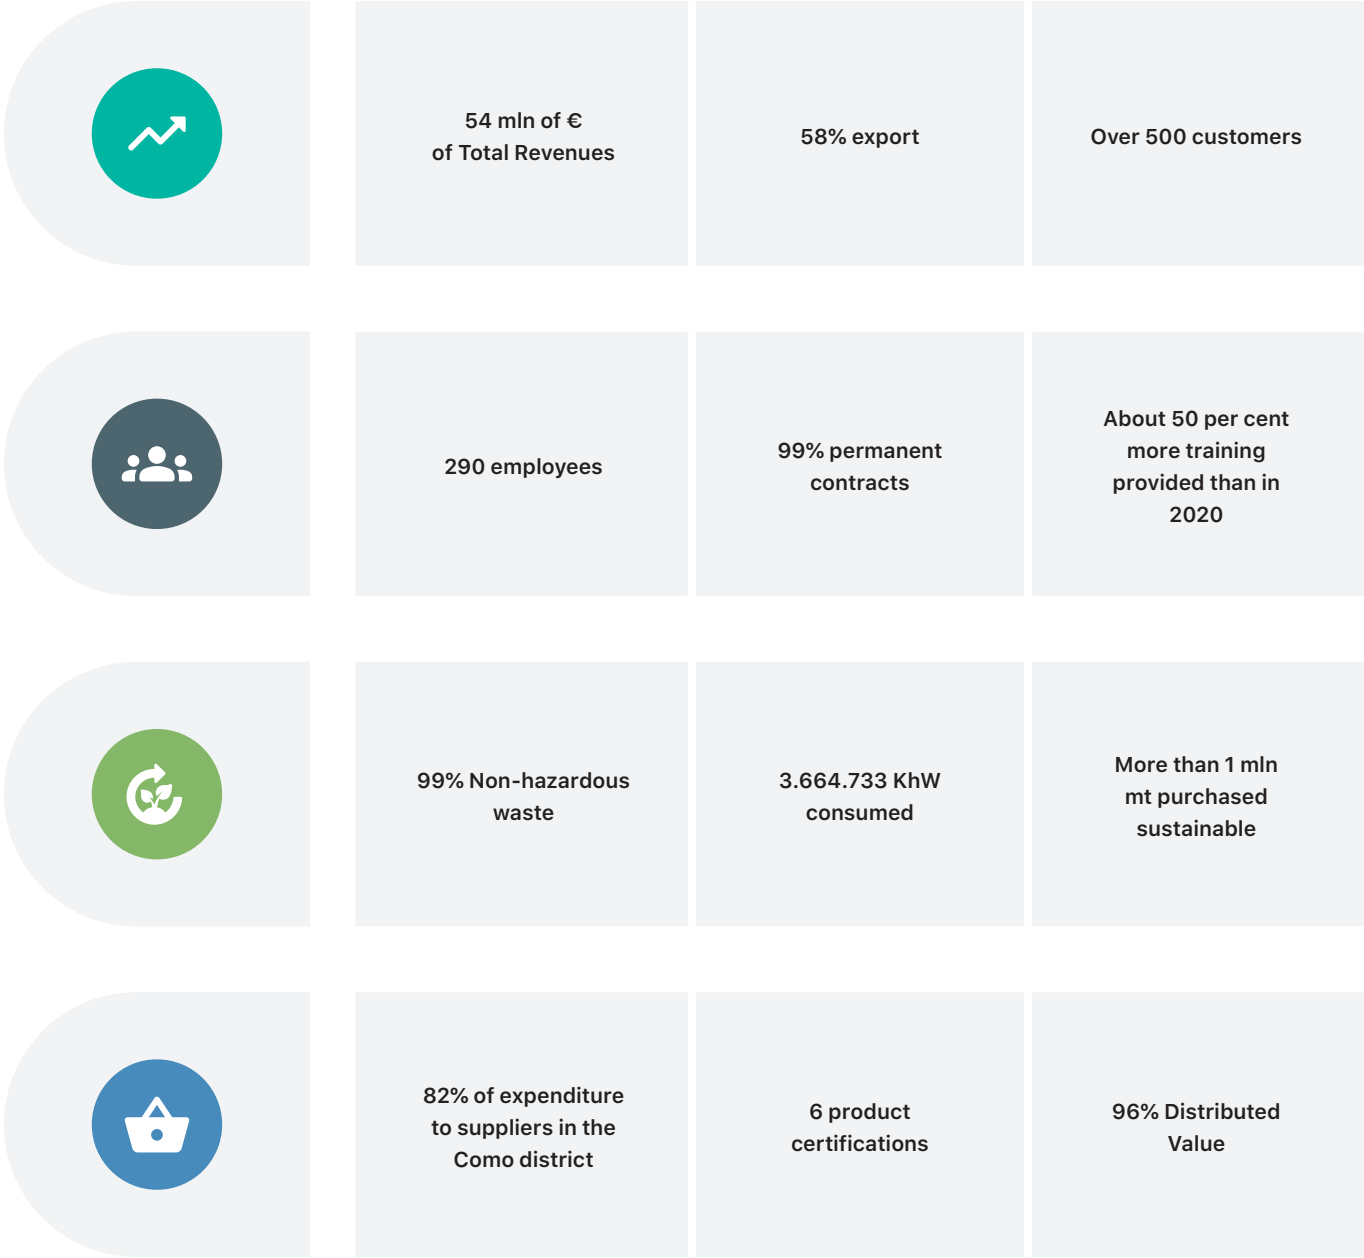 54 mln of €
of Total Revenues
58% export
Over 500 customers
290 employees
99% permanent
contracts
About 50 per cent
more training
provided than in
2020
99% Non-hazardous
waste
3.664.733 KhW
consumed
More than 1 mln
mt purchased
sustainable
82% of expenditure
to suppliers in the
Como district
6 product
certifications
96% Distributed
Value